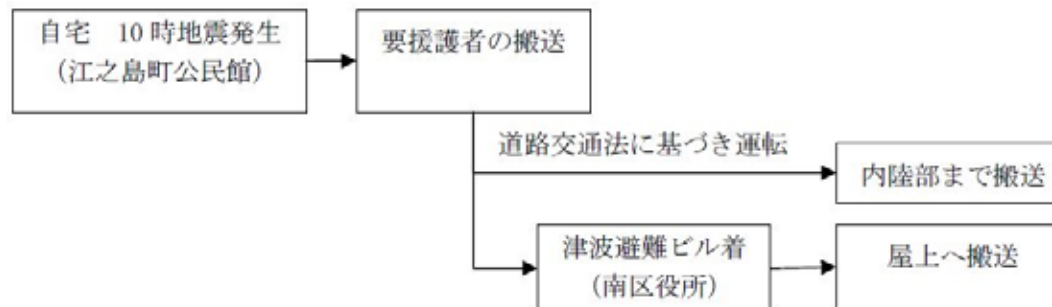 自宅　10時地震発生
（江之島町公民館）
要援護者の搬送
道路交通法に基づき運転
内陸部まで搬送
津波避難ビル着
（南区役所）
屋上へ搬送